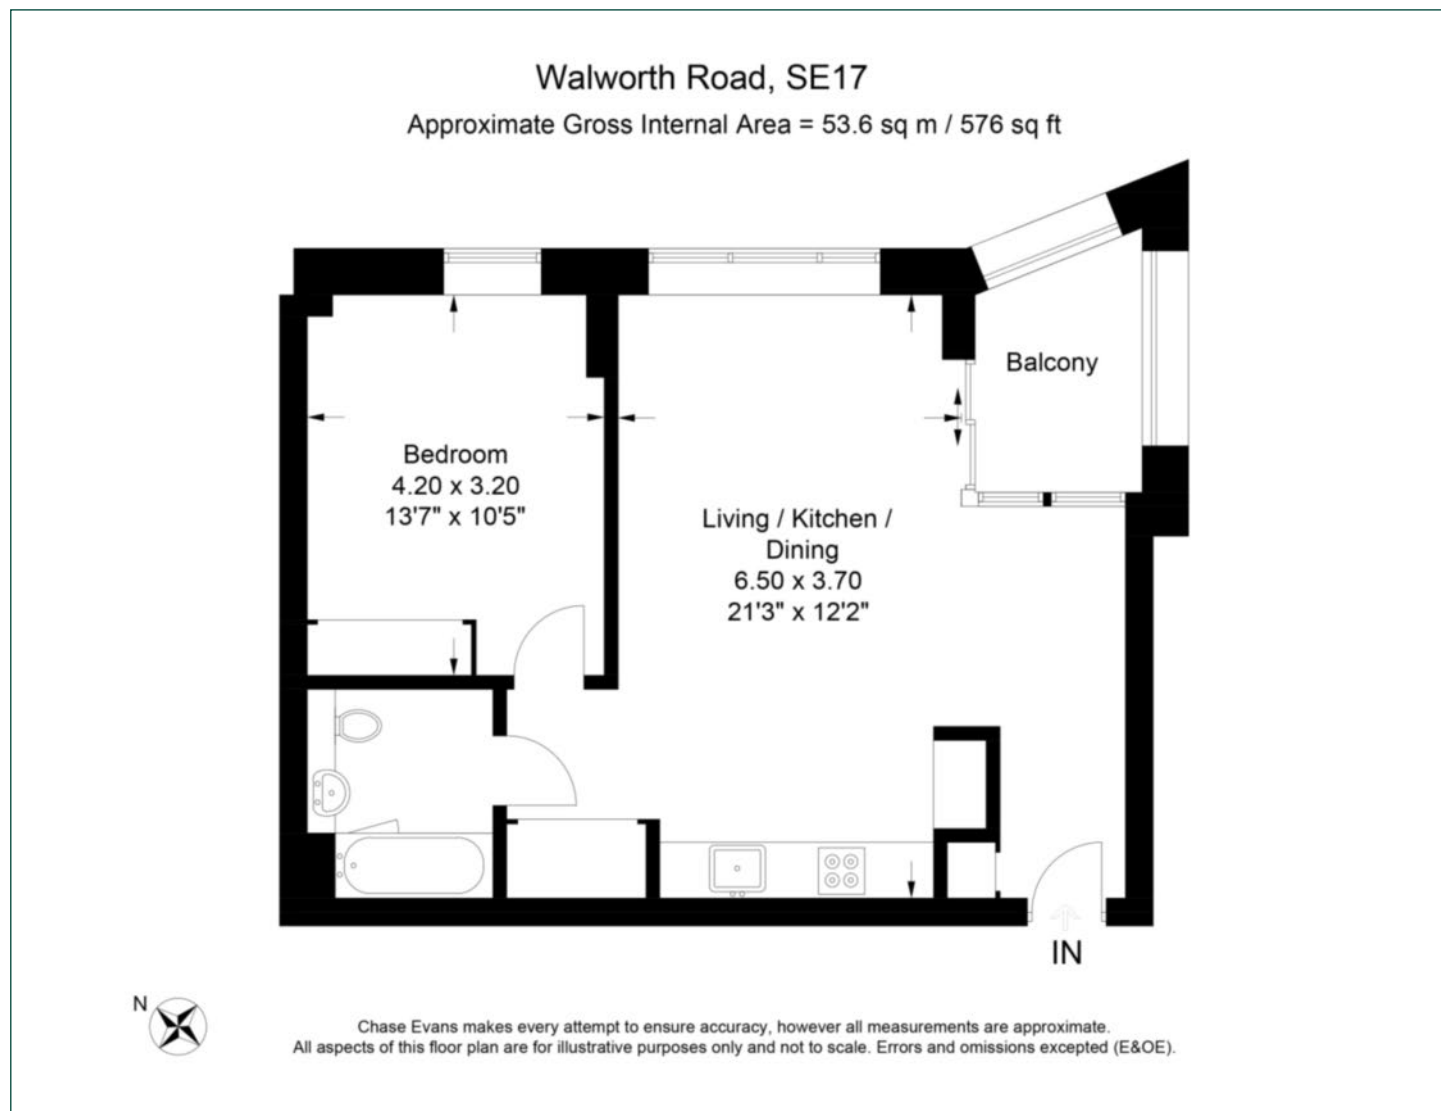 Walworth Road, SE17
Approximate Gross Internal Area = 53.6 sq m / 576 sq ft
Balcony
Bedroom
4.20 x 3.20
13'7" x 10'5"
Living / Kitchen /
Dining
6.50 x 3.70
21'3" x 12'2"
IN
N
Chase Evans makes every attempt to ensure accuracy, however all measurements are approximate.
All aspects of this floor plan are for illustrative purposes only and not to scale. Errors and omissions excepted (E&OE).